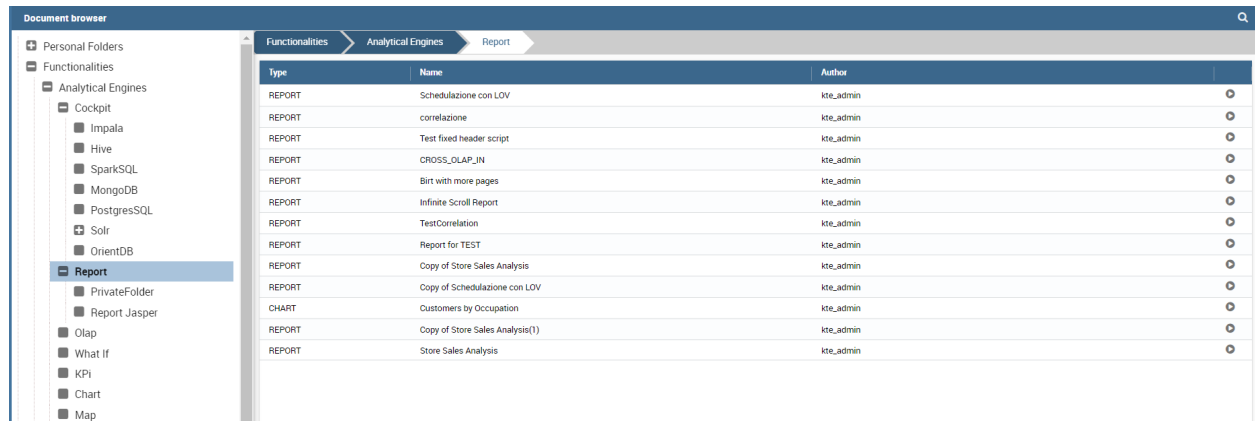 Document browser
Personal Folders
Functionalities
Analytical Engines
Cockpit
Impala
Hive
SparkSQL
MongoDB
PostgresSQL
Solr
OrientDB
Report
PrivateFolder
Report Jasper
Olap
What If
KPi
Chart
Map
Functionalities Analytical Engines Report
Type Name Author
REPORT Schedulazione con LOV kte_admin
REPORT correlazione kte_admin
REPORT Test fixed header script kte_admin
REPORT CROSS_OLAP_IN kte_admin
REPORT Birt with more pages kte_admin
REPORT Infinite Scroll Report kte_admin
REPORT TestCorrelation kte_admin
REPORT Report for TEST kte_admin
REPORT Copy of Store Sales Analysis kte_admin
REPORT Copy of Schedulazione con LOV kte_admin
CHART Customers by Occupation kte_admin
REPORT Copy of Store Sales Analysis(1) kte_admin
REPORT Store Sales Analysis kte_admin